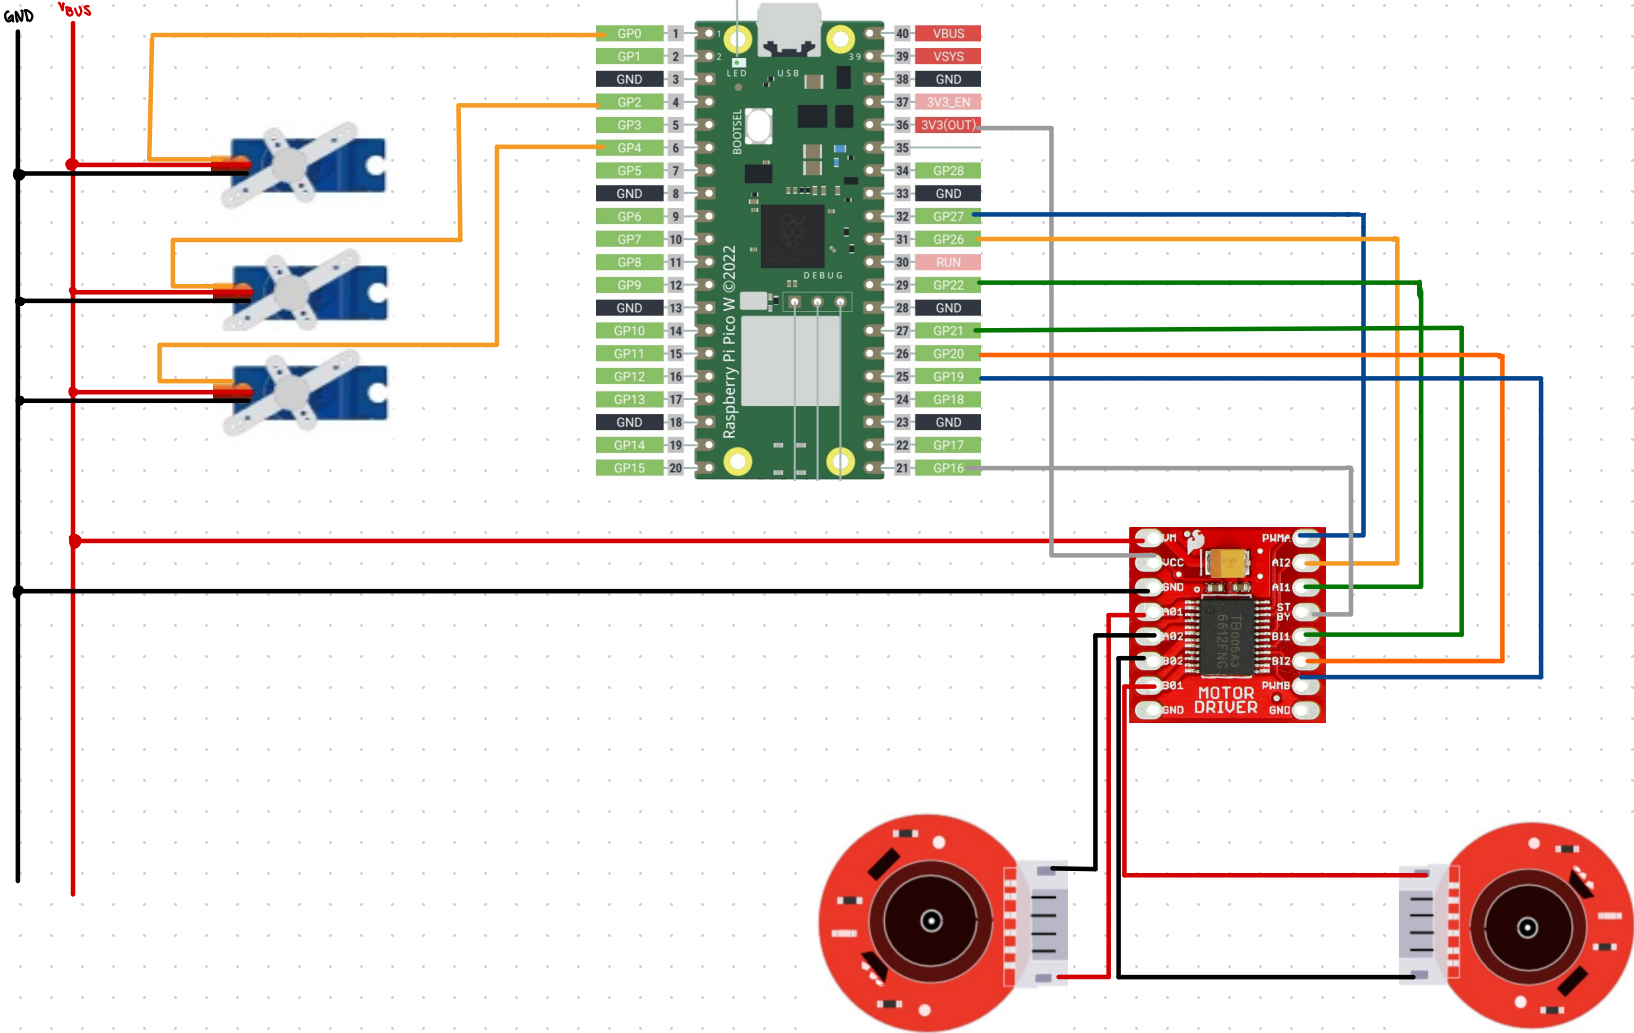 GND
VBUS
GP0 1
GP1 2
GND 3
GP2 4
GP3 5
GP4 6
GP5 7
GND 8
GP6 9
GP7 10
GP8 11
GP9 12
GND 13
GP10 14
GP11 15
GP12 16
GP13 17
GND 18
GP14 19
GP15 20
1
2
39
LED
USB
BOOTSEL
DEBUG
Raspberry Pi Pico W ©2022
40 VBUS
39 VSYS
38 GND
37 3V3_EN
36 3V3(OUT)
35
34 GP28
33 GND
32 GP27
31 GP26
30 RUN
29 GP22
28 GND
27 GP21
26 GP20
25 GP19
24 GP18
23 GND
22 GP17
21 GP16
VM
VCC
GND
A01
A02
B02
B01
GND
PWMA
AI2
AI1
ST
BY
BI1
BI2
PWMB
GND
TB005A3
6612FNG
MOTOR
DRIVER